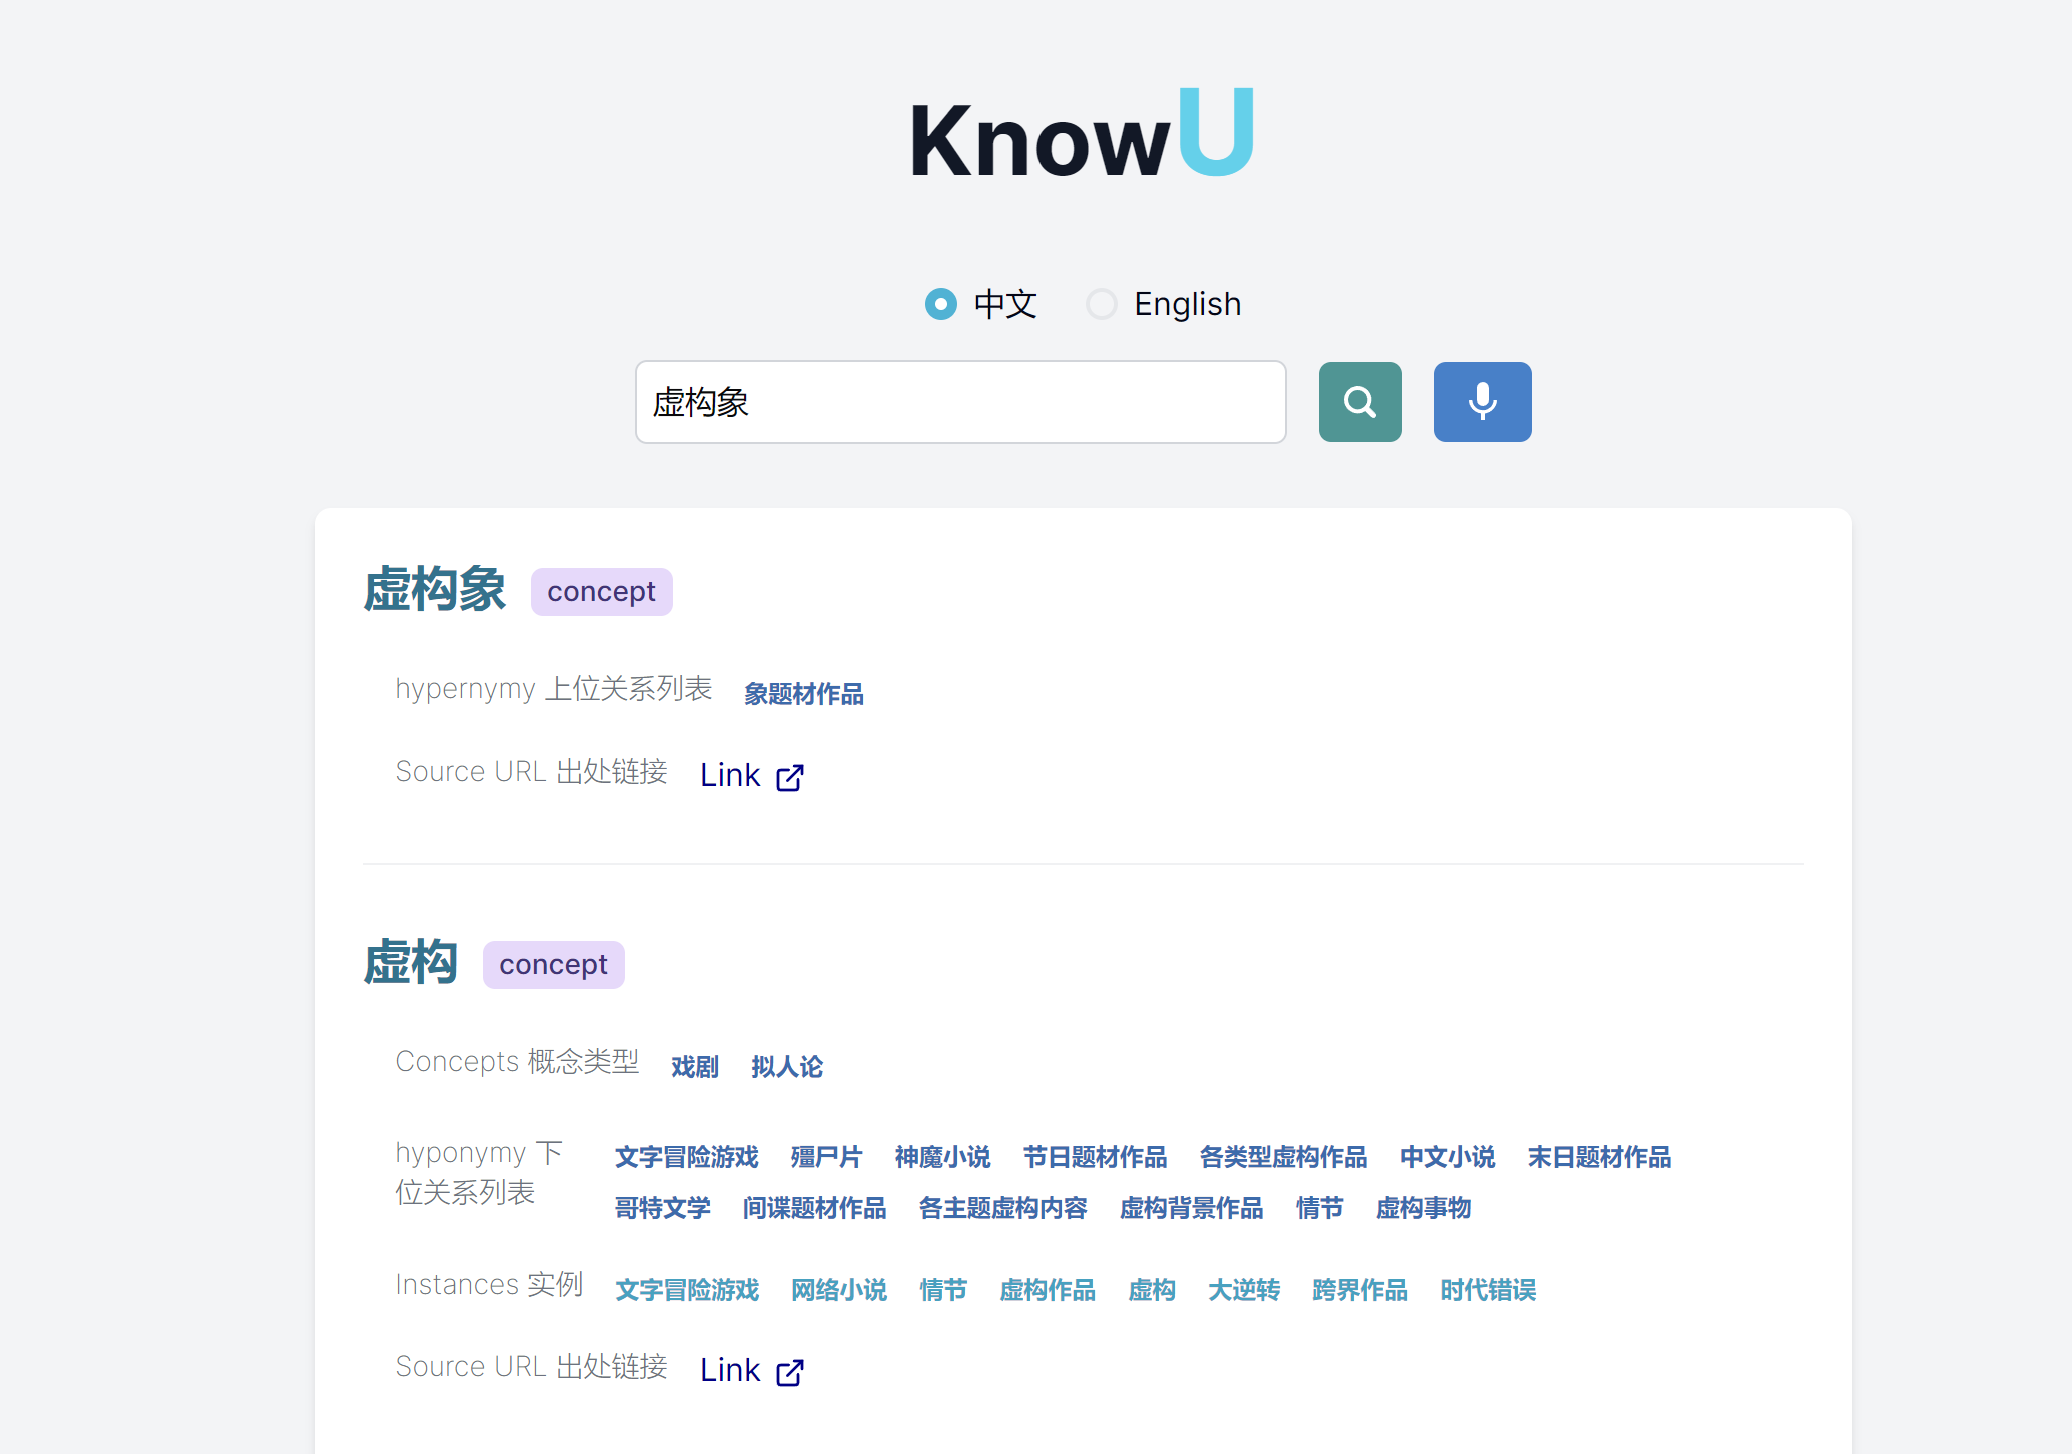 KnowU
中文 English
虚构象
虚构象 concept
hypernymy 上位关系列表 象题材作品
Source URL 出处链接 Link
虚构 concept
Concepts 概念类型 戏剧 拟人论
hyponymy 下位关系列表 文字冒险游戏 殭尸片 神魔小说 节日题材作品 各类型虚构作品 中文小说 末日题材作品
哥特文学 间谍题材作品 各主题虚构内容 虚构背景作品 情节 虚构事物
Instances 实例 文字冒险游戏 网络小说 情节 虚构作品 虚构 大逆转 跨界作品 时代错误
Source URL 出处链接 Link